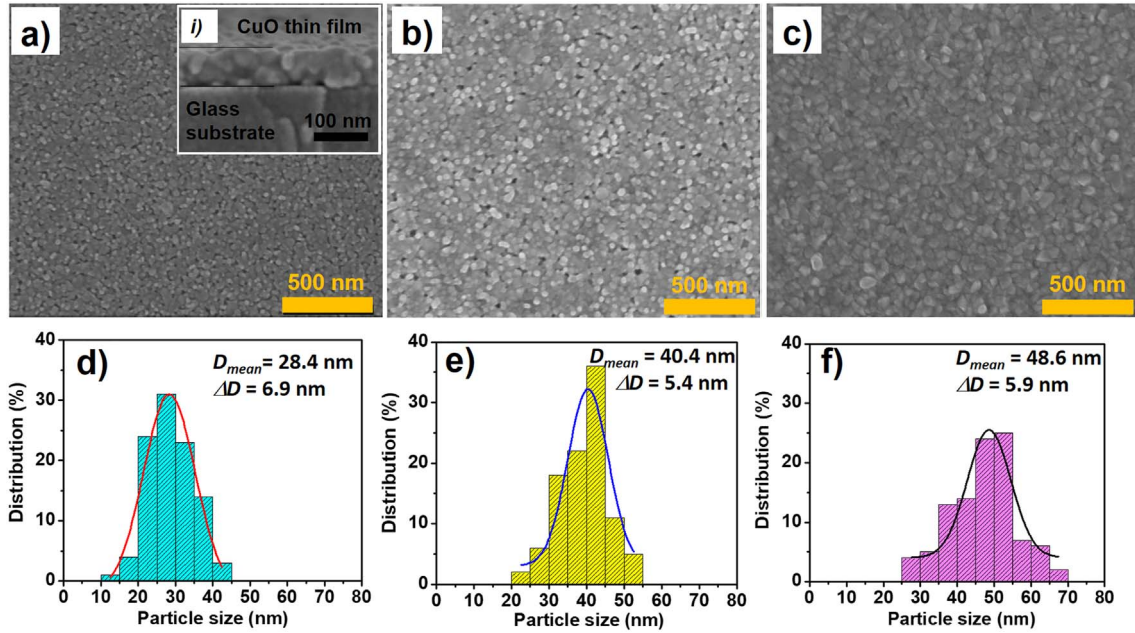 a)
i)
CuO thin film
Glass
substrate
100 nm
500 nm
b)
500 nm
c)
500 nm
d)
D_mean = 28.4 nm
ΔD = 6.9 nm
40
30
20
10
0
Distribution (%)
0 10 20 30 40 50 60 70 80
Particle size (nm)
e)
D_mean = 40.4 nm
ΔD = 5.4 nm
40
30
20
10
0
Distribution (%)
0 10 20 30 40 50 60 70 80
Particle size (nm)
f)
D_mean = 48.6 nm
ΔD = 5.9 nm
40
30
20
10
0
Distribution (%)
0 10 20 30 40 50 60 70 80
Particle size (nm)